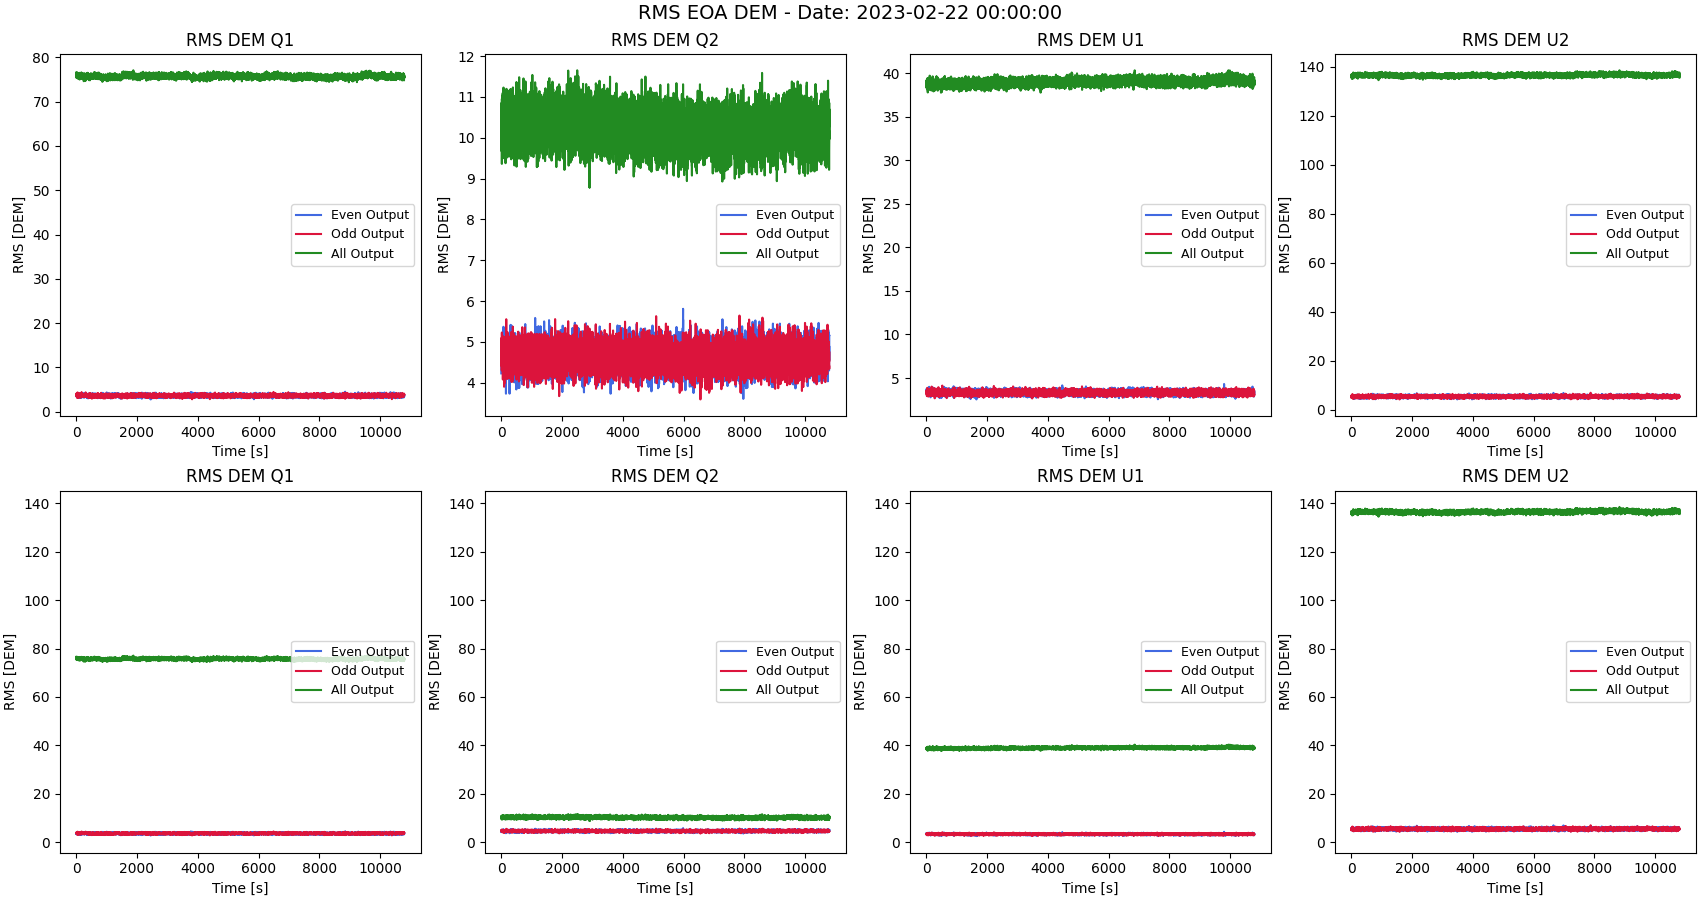 RMS EOA DEM - Date: 2023-02-22 00:00:00
RMS DEM Q1
RMS [DEM]
80
70
60
50
40
30
20
10
0
Even Output
Odd Output
All Output
0 2000 4000 6000 8000 10000
Time [s]
RMS DEM Q2
RMS [DEM]
12
11
10
9
8
7
6
5
4
Even Output
Odd Output
All Output
0 2000 4000 6000 8000 10000
Time [s]
RMS DEM U1
RMS [DEM]
40
35
30
25
20
15
10
5
Even Output
Odd Output
All Output
0 2000 4000 6000 8000 10000
Time [s]
RMS DEM U2
RMS [DEM]
140
120
100
80
60
40
20
0
Even Output
Odd Output
All Output
0 2000 4000 6000 8000 10000
Time [s]
RMS DEM Q1
RMS [DEM]
140
120
100
80
60
40
20
0
Even Output
Odd Output
All Output
0 2000 4000 6000 8000 10000
Time [s]
RMS DEM Q2
RMS [DEM]
140
120
100
80
60
40
20
0
Even Output
Odd Output
All Output
0 2000 4000 6000 8000 10000
Time [s]
RMS DEM U1
RMS [DEM]
140
120
100
80
60
40
20
0
Even Output
Odd Output
All Output
0 2000 4000 6000 8000 10000
Time [s]
RMS DEM U2
RMS [DEM]
140
120
100
80
60
40
20
0
Even Output
Odd Output
All Output
0 2000 4000 6000 8000 10000
Time [s]